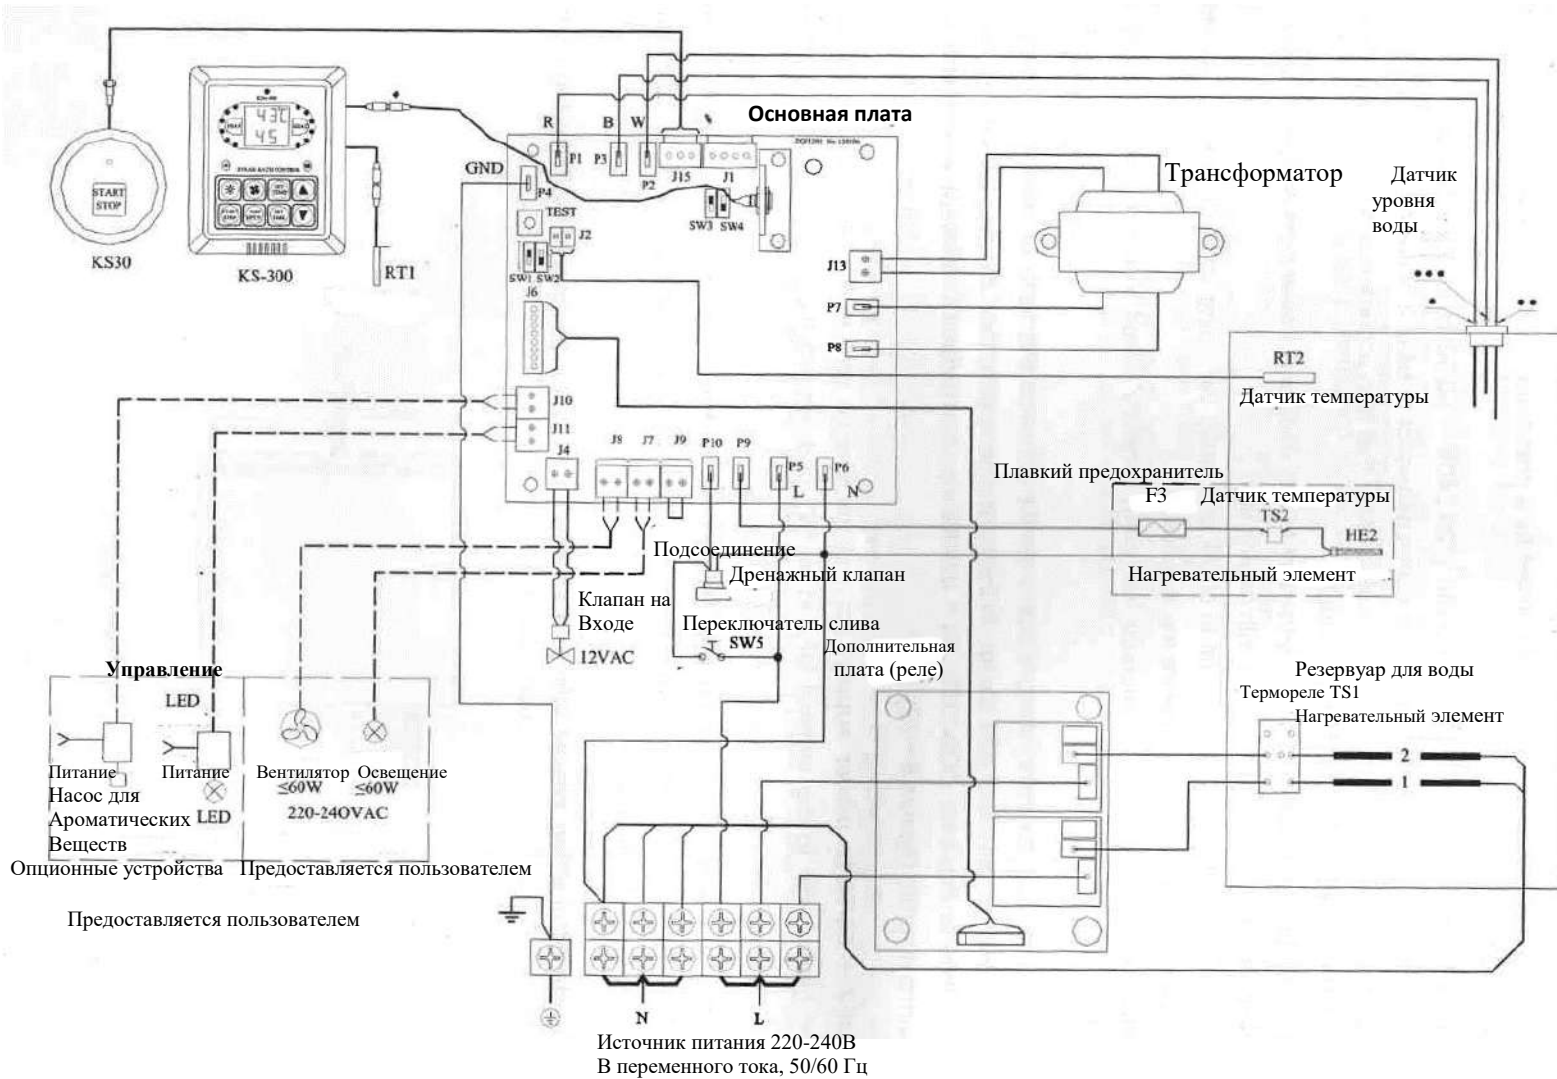 Основная плата
R
B
W
P1
P3
P2
J15
J1
GND
P4
TEST
J2
SW3
SW4
SW1
SW2
J6
START
STOP
KS30
43
45
STEAM BATH CONTROL
KS-300
RT1
Трансформатор
Датчик
уровня
воды
J13
P7
P8
RT2
Датчик температуры
J10
J11
J4
J8
J7
J9
P10
P9
P5
L
P6
N
Плавкий предохранитель
F3
Датчик температуры
TS2
HE2
Нагревательный элемент
Подсоединение
Дренажный клапан
Клапан на
Входе
12VAC
Переключатель слива
SW5
Дополнительная
плата (реле)
Управление
LED
Питание
Насос для
Ароматических
Веществ
Питание
LED
Вентилятор
≤60W
Освещение
≤60W
220-240VAC
Опционные устройства
Предоставляется пользователем
Предоставляется пользователем
Резервуар для воды
Термореле TS1
Нагревательный элемент
2
1
N
L
Источник питания 220-240В
В переменного тока, 50/60 Гц